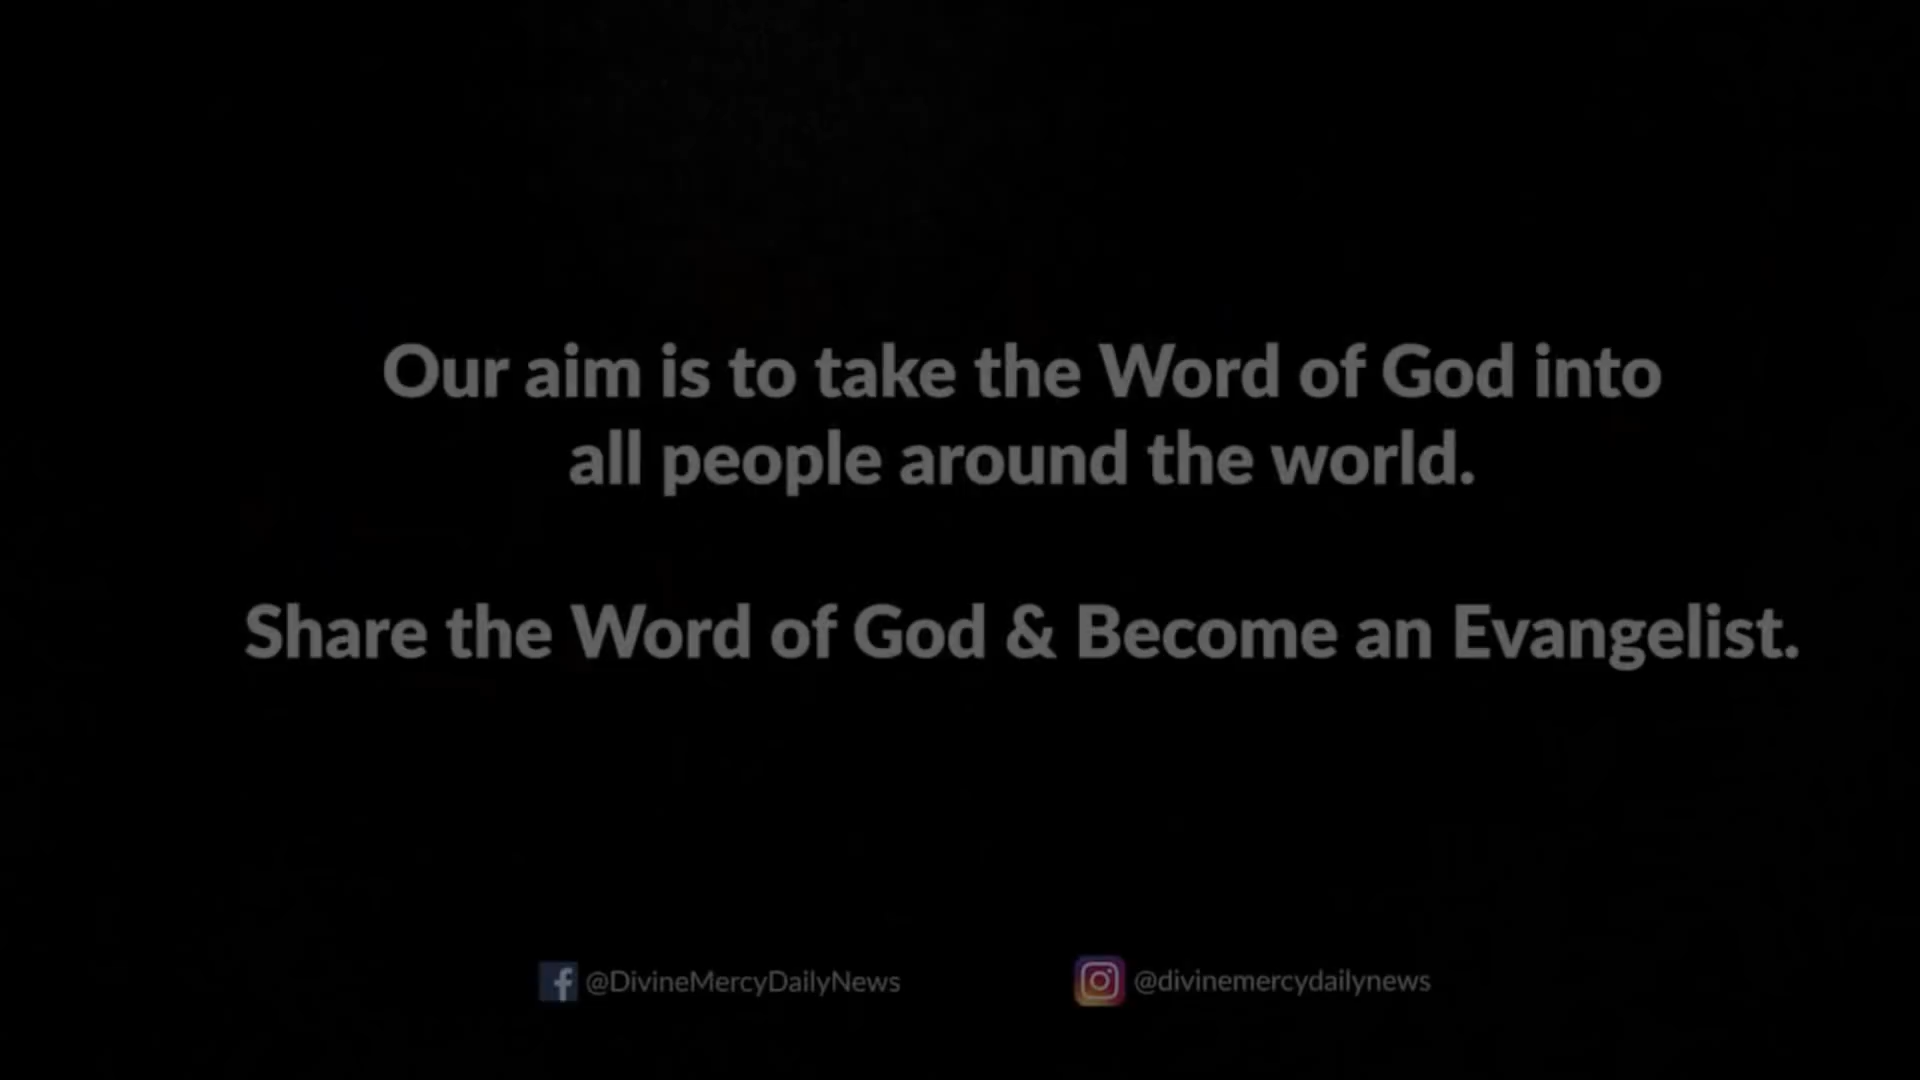 Our aim is to take the Word of God into
all people around the world.
Share the Word of God & Become an Evangelist.
@DivineMercyDailyNews
@divinemercydailynews